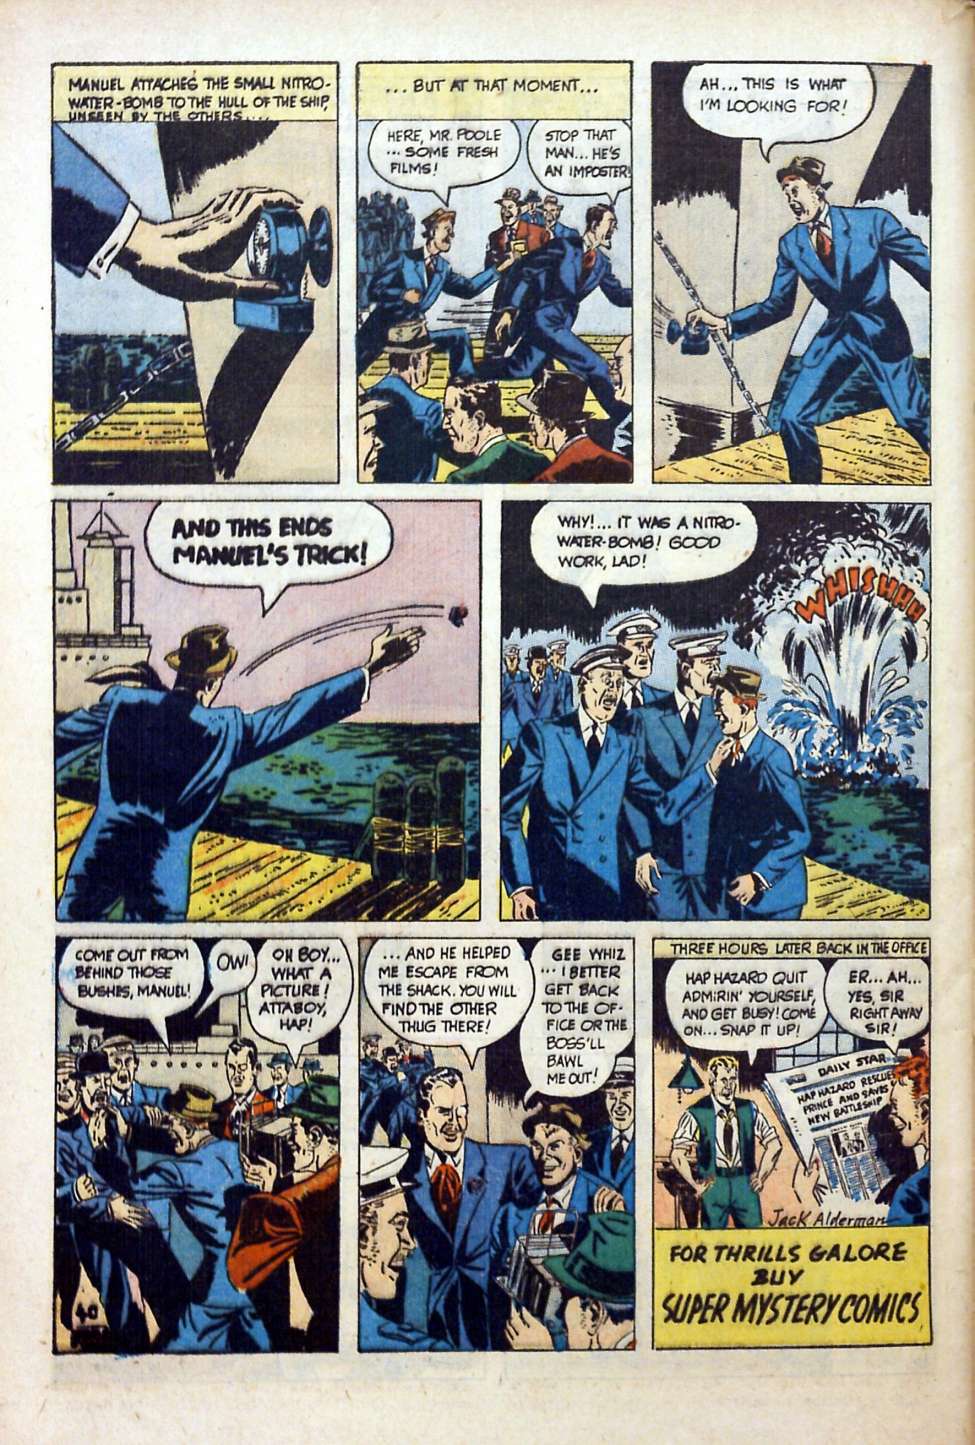 MANUEL ATTACHES THE SMALL NITRO-
WATER-BOMB TO THE HULL OF THE SHIP,
UNSEEN BY THE OTHERS....
...BUT AT THAT MOMENT...
HERE, MR. POOLE
...SOME FRESH
FILMS!
STOP THAT
MAN...HE'S
AN IMPOSTER!
AH...THIS IS WHAT
I'M LOOKING FOR!
AND THIS ENDS
MANUEL'S TRICK!
WHY!...IT WAS A NITRO-
WATER-BOMB! GOOD
WORK, LAD!
WHISHHH
COME OUT FROM
BEHIND THOSE
BUSHES, MANUEL!
OW!
OH BOY...
WHAT A
PICTURE!
ATTABOY,
HAP!
40
...AND HE HELPED
ME ESCAPE FROM
THE SHACK. YOU WILL
FIND THE OTHER
THUG THERE!
GEE WHIZ
...I BETTER
GET BACK
TO THE OF-
FICE OR THE
BOSS'LL
BAWL
ME OUT!
THREE HOURS LATER BACK IN THE OFFICE
HAP HAZARD QUIT
ADMIRIN' YOURSELF,
AND GET BUSY! COME
ON...SNAP IT UP!
ER...AH...
YES, SIR
RIGHT AWAY
SIR!
DAILY STAR
HAP HAZARD RESCUES
PRINCE AND SAVES
NEW BATTLESHIP
Jack Alderman
FOR THRILLS GALORE
BUY
SUPER MYSTERY COMICS